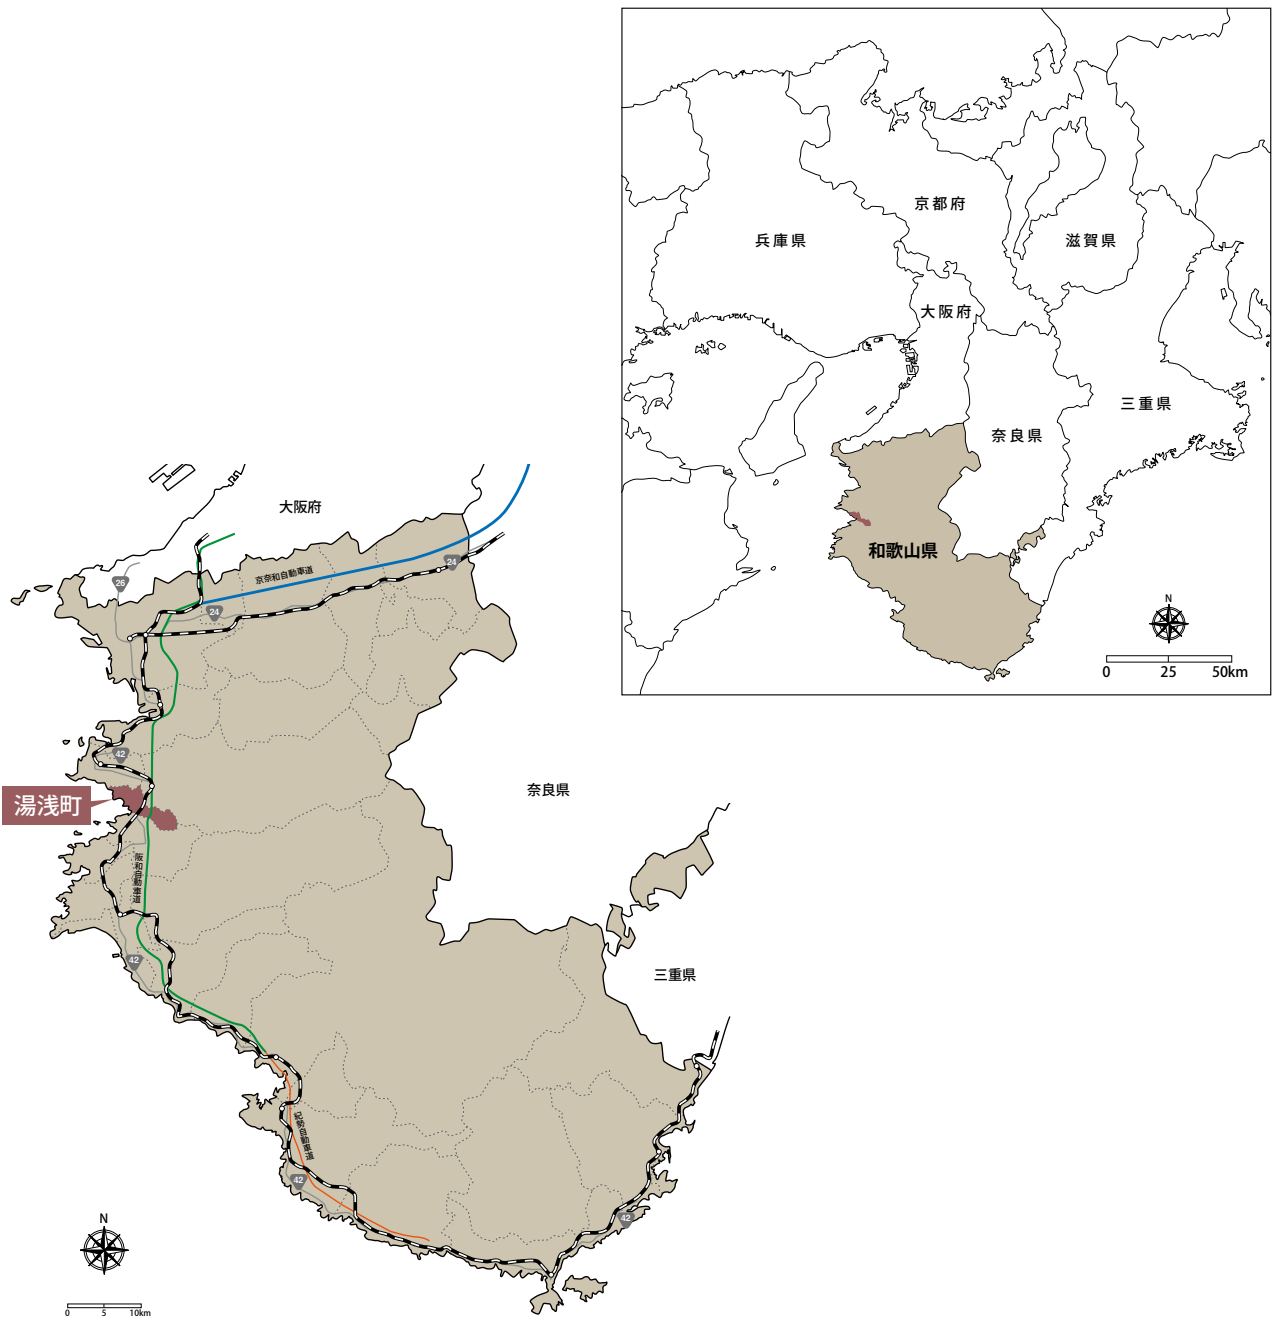 京都府
兵庫県
滋賀県
大阪府
三重県
奈良県
和歌山県
N
0 25 50km
大阪府
京奈和自動車道
24
26
24
42
湯浅町
奈良県
阪和自動車道
42
三重県
紀勢自動車道
42
42
N
0 5 10km